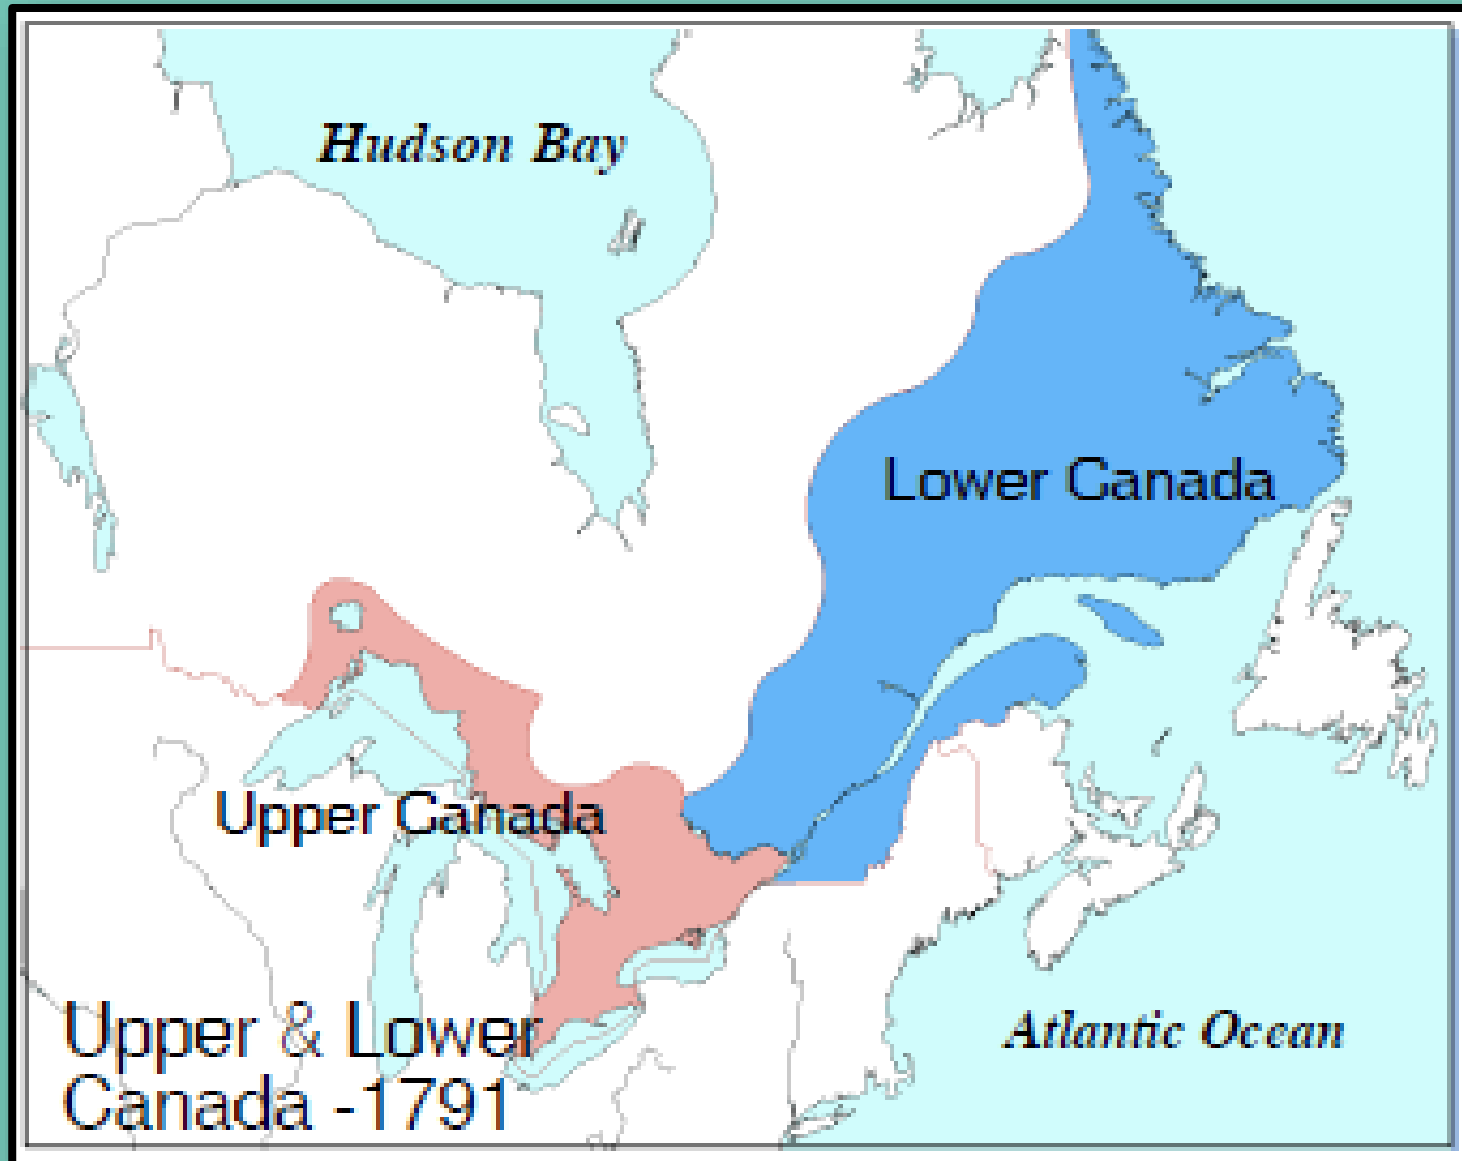 Hudson Bay
Lower Canada
Upper Canada
Atlantic Ocean
Upper & Lower
Canada -1791